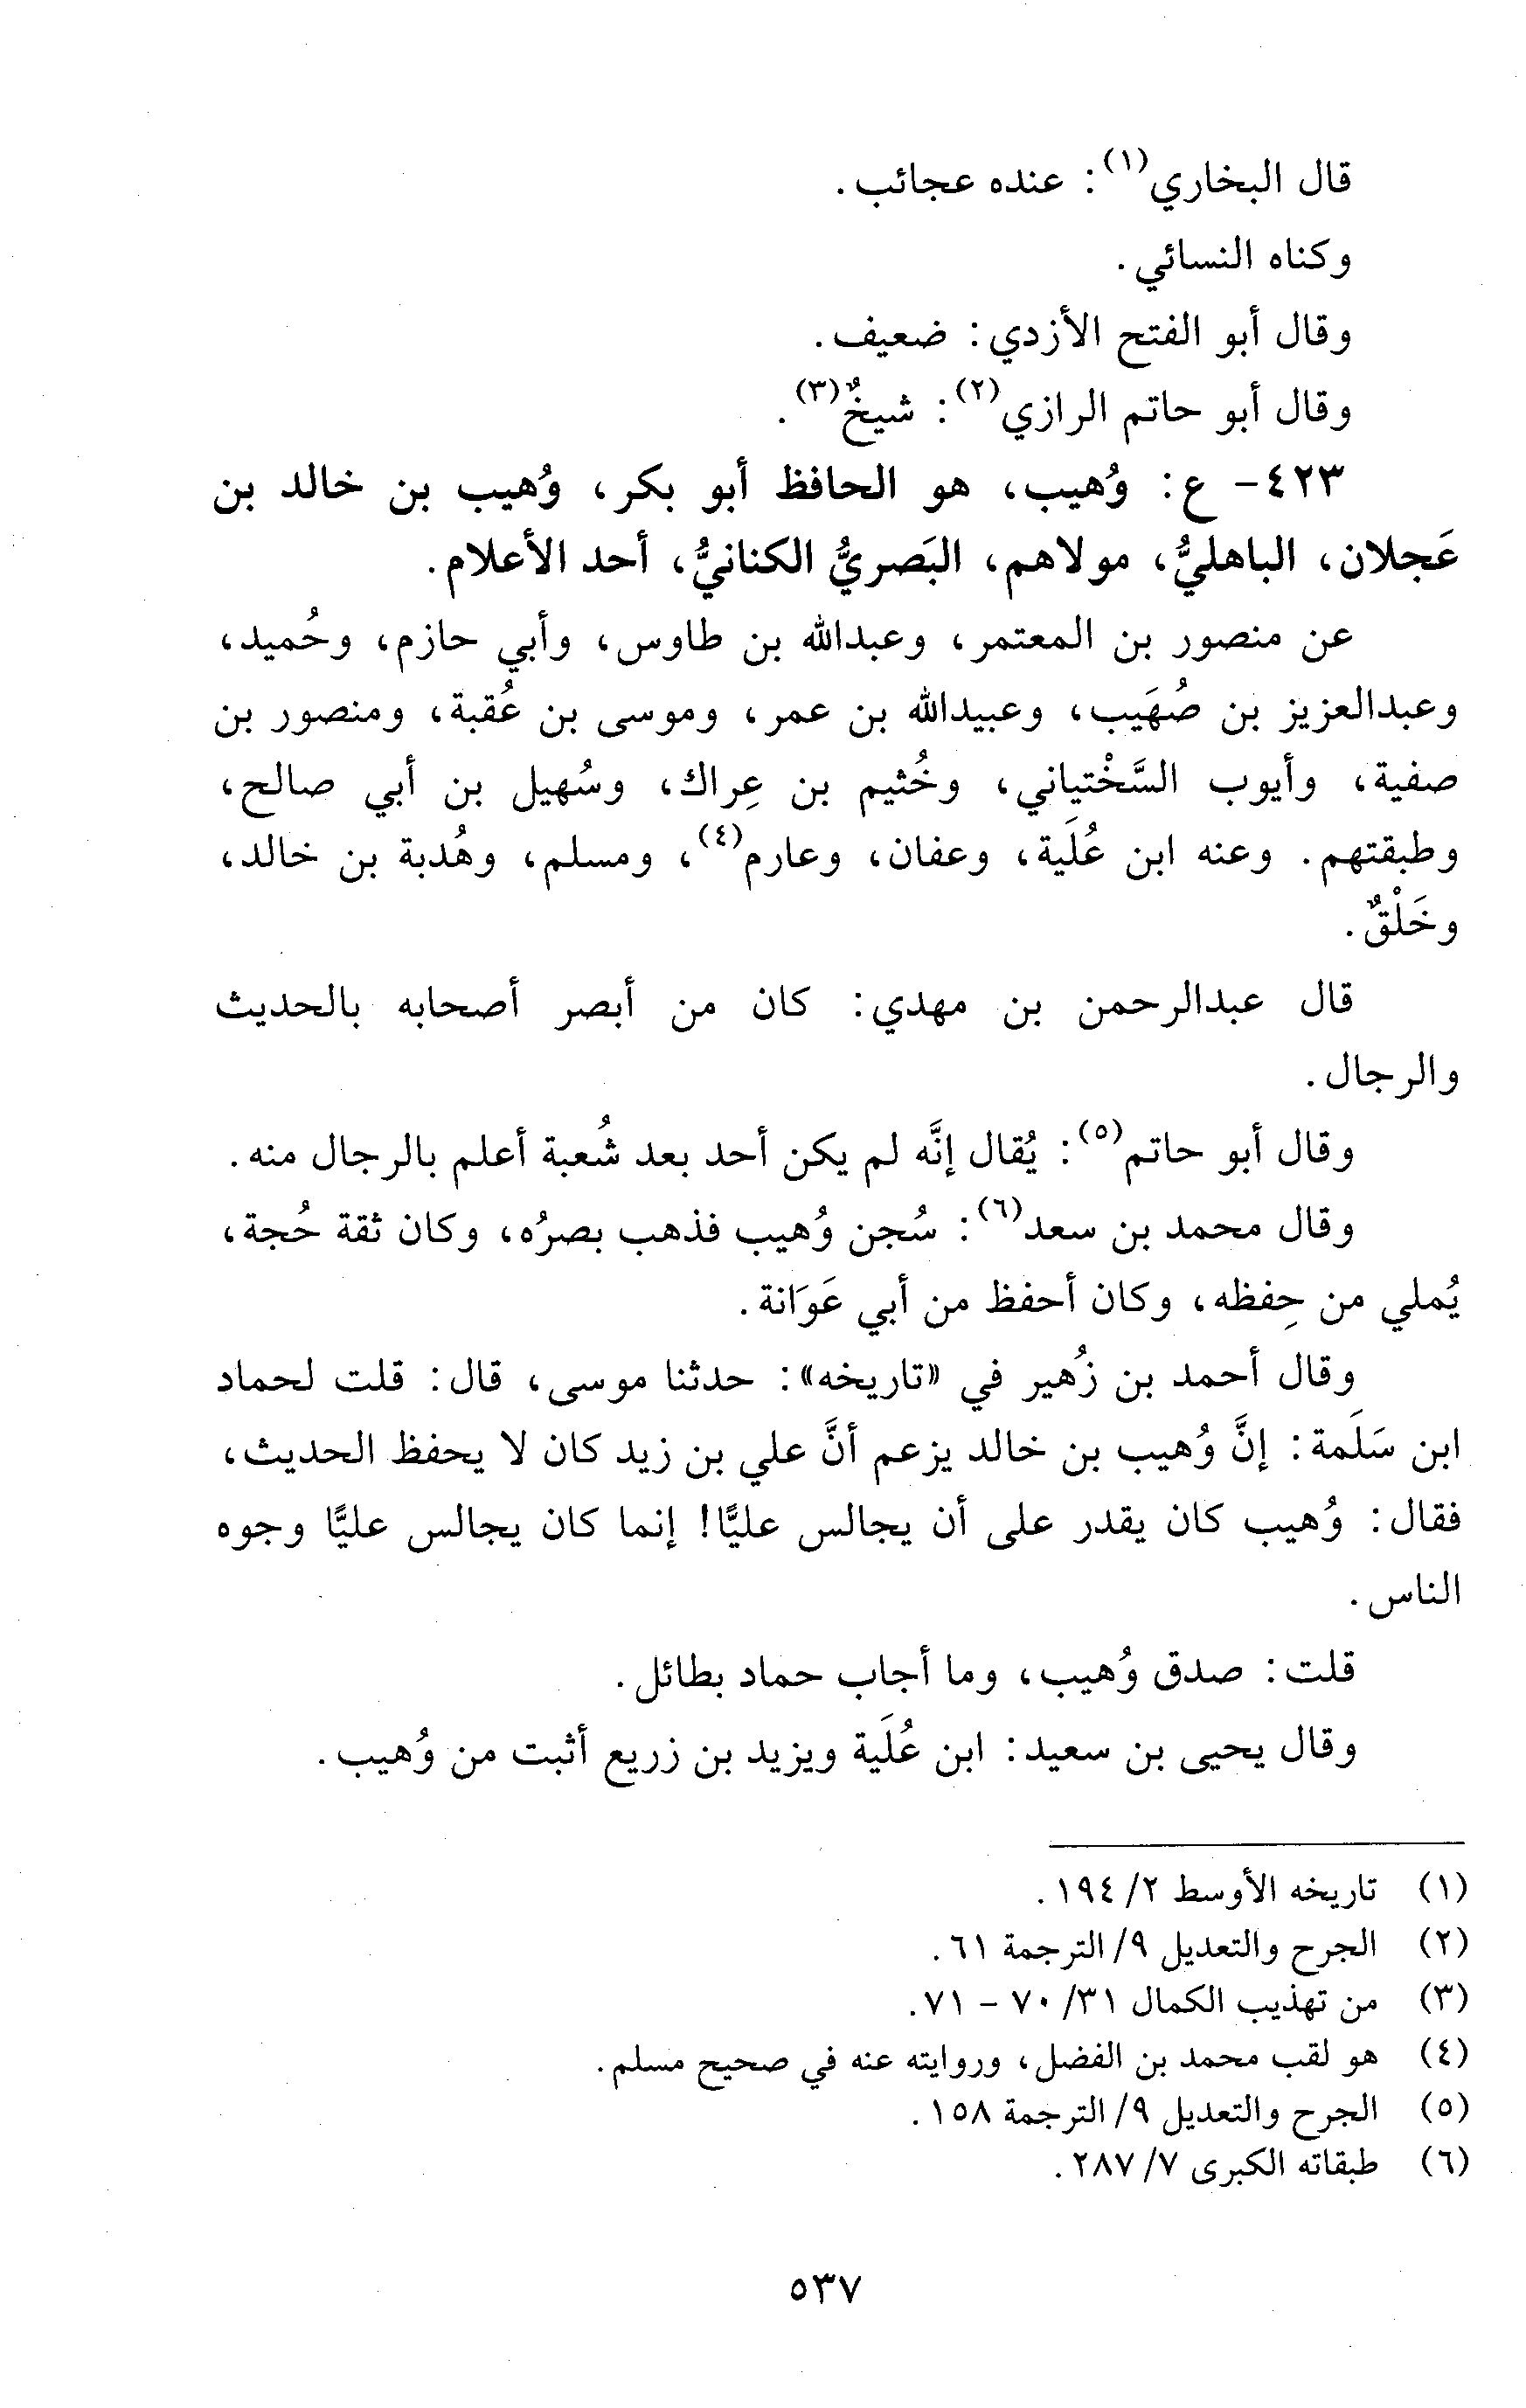 قال البخاري(١): عنده عجائب.
وكناه النسائي.
وقال أبو الفتح الأزدي: ضعيف.
وقال أبو حاتم الرازي(٢): شيخٌ(٣).
٤٢٣- ع: وُهيب، هو الحافظ أبو بكر، وُهيب بن خالد بن
عَجلان، الباهليُّ، مولاهم، البَصريُّ الكنانيُّ، أحد الأعلام.
عن منصور بن المعتمر، وعبدالله بن طاوس، وأبي حازم، وحُميد،
وعبدالعزيز بن صُهَيب، وعبيدالله بن عمر، وموسى بن عُقبة، ومنصور بن
صفية، وأيوب السَّخْتياني، وخُثيم بن عِراك، وسُهيل بن أبي صالح،
وطبقتهم. وعنه ابن عُلَية، وعفان، وعارم(٤)، ومسلم، وهُدبة بن خالد،
وخَلْقٌ.
قال عبدالرحمن بن مهدي: كان من أبصر أصحابه بالحديث
والرجال.
وقال أبو حاتم(٥): يُقال إنَّه لم يكن أحد بعد شُعبة أعلم بالرجال منه.
وقال محمد بن سعد(٦): سُجن وُهيب فذهب بصرُه، وكان ثقة حُجة،
يُملي من حِفظه، وكان أحفظ من أبي عَوَانة.
وقال أحمد بن زُهير في «تاريخه»: حدثنا موسى، قال: قلت لحماد
ابن سَلَمة: إنَّ وُهيب بن خالد يزعم أنَّ علي بن زيد كان لا يحفظ الحديث،
فقال: وُهيب كان يقدر على أن يجالس عليًّا! إنما كان يجالس عليًّا وجوه
الناس.
قلت: صدق وُهيب، وما أجاب حماد بطائل.
وقال يحيى بن سعيد: ابن عُلَية ويزيد بن زريع أثبت من وُهيب.
(١) تاريخه الأوسط ٢/ ١٩٤.
(٢) الجرح والتعديل ٩/ الترجمة ٦١.
(٣) من تهذيب الكمال ٣١/ ٧٠ - ٧١.
(٤) هو لقب محمد بن الفضل، وروايته عنه في صحيح مسلم.
(٥) الجرح والتعديل ٩/ الترجمة ١٥٨.
(٦) طبقاته الكبرى ٧/ ٢٨٧.
٥٣٧